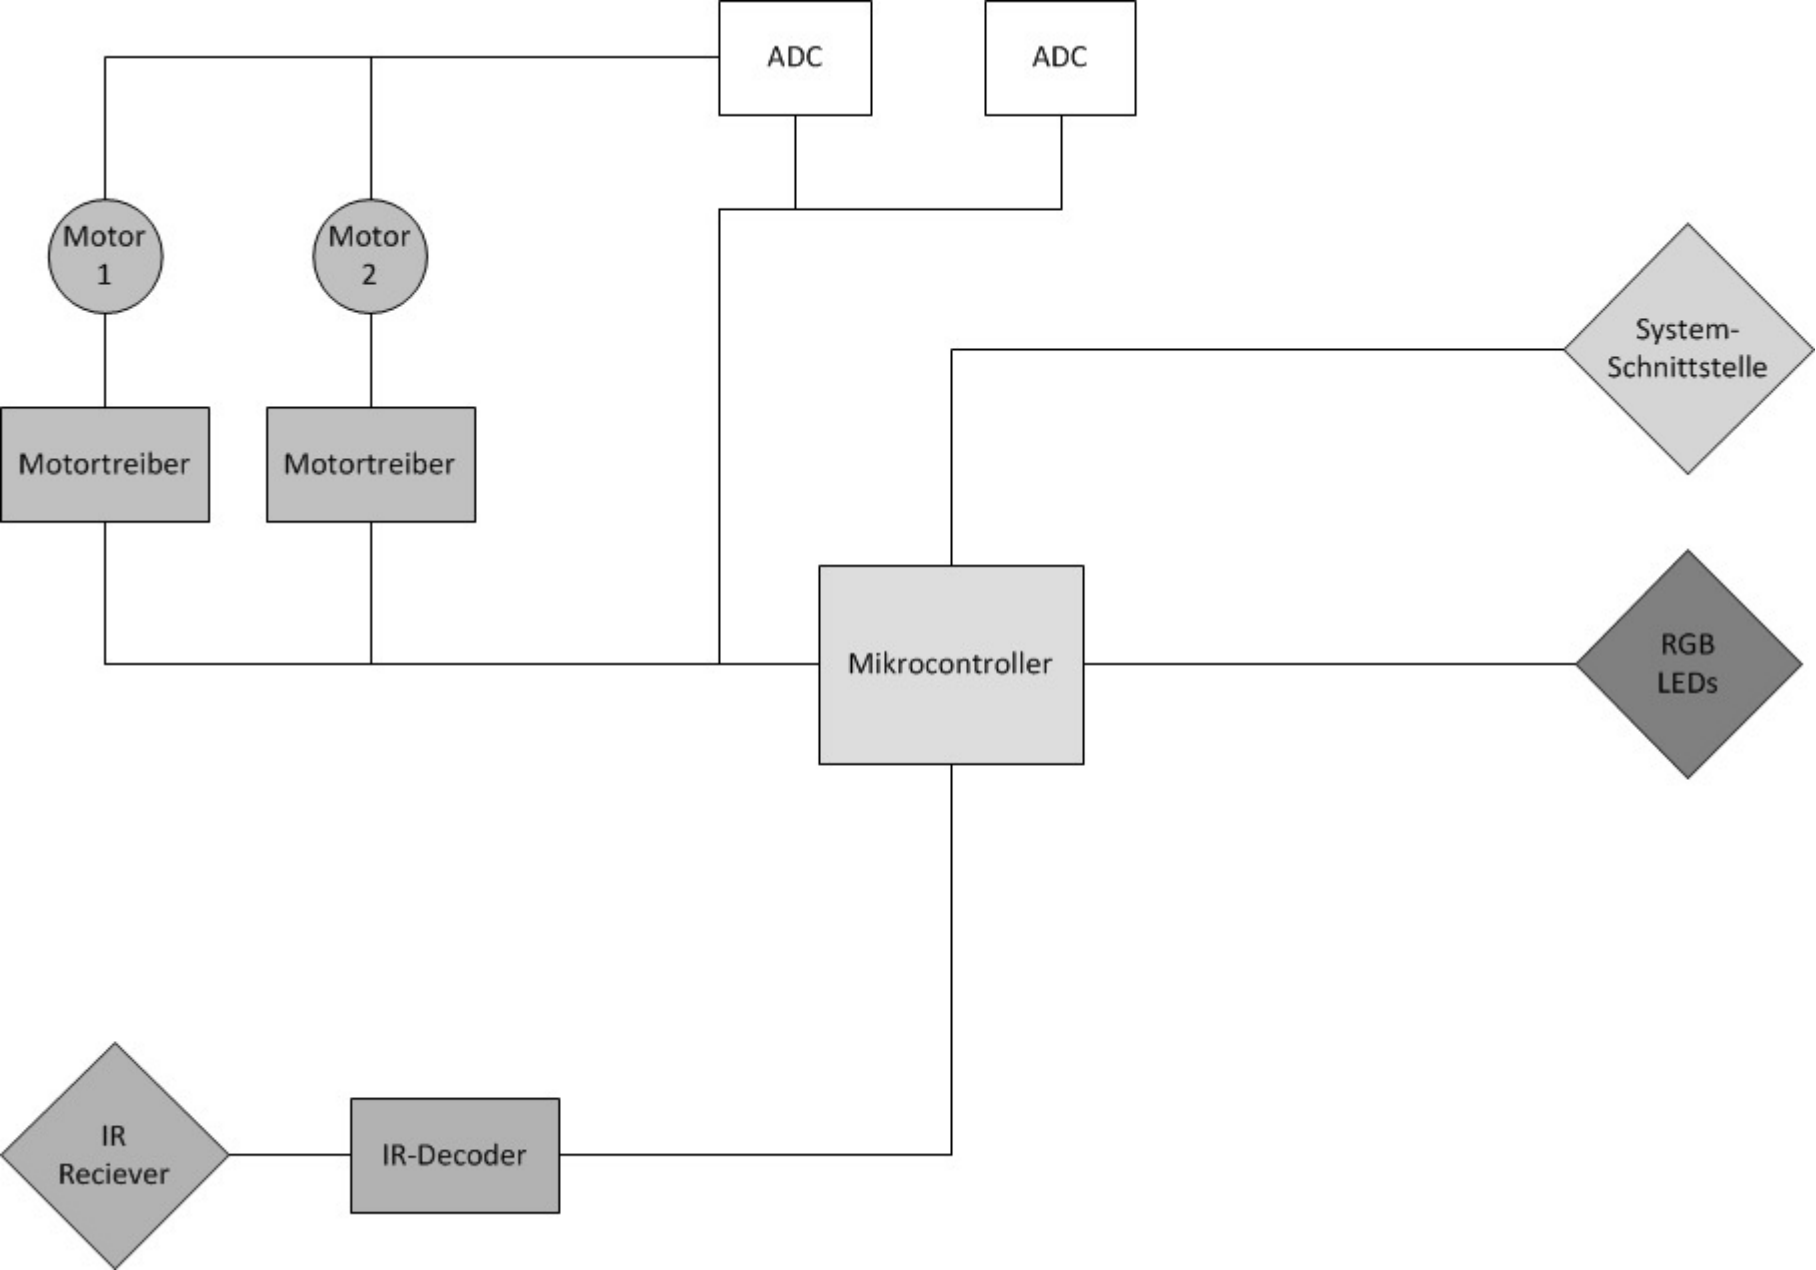 ADC
ADC
Motor
1
Motor
2
System-
Schnittstelle
Motortreiber
Motortreiber
Mikrocontroller
RGB
LEDs
IR
Reciever
IR-Decoder